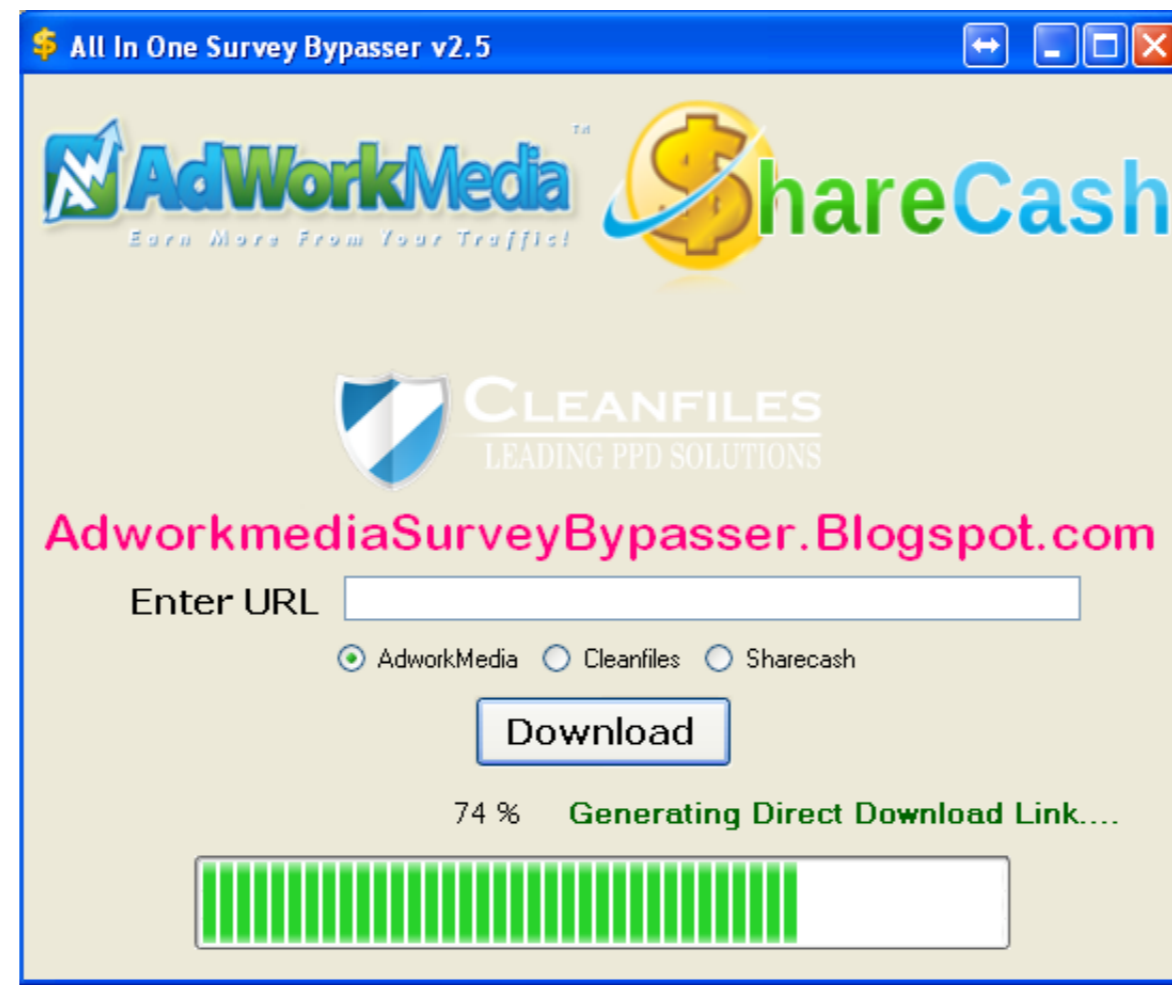 All In One Survey Bypasser v2.5
AdWorkMedia™
Earn More From Your Traffic!
ShareCash
CLEANFILES
LEADING PPD SOLUTIONS
AdworkmediaSurveyBypasser.Blogspot.com
Enter URL
AdworkMedia Cleanfiles Sharecash
Download
74 % Generating Direct Download Link....